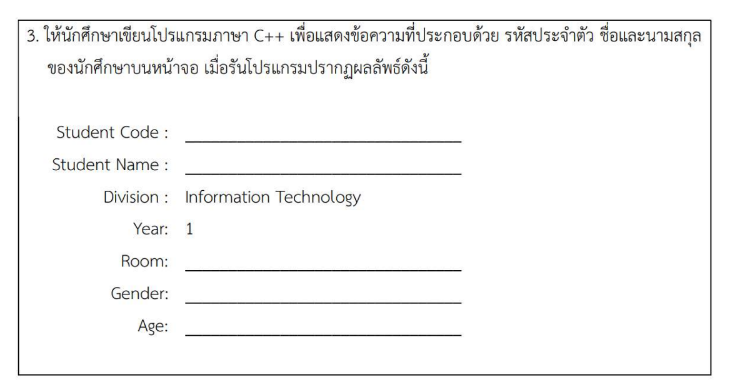 3. ให้นักศึกษาเขียนโปรแกรมภาษา C++ เพื่อแสดงข้อความที่ประกอบด้วย รหัสประจำตัว ชื่อและนามสกุล
ของนักศึกษาบนหน้าจอ เมื่อรันโปรแกรมปรากฏผลลัพธ์ดังนี้
Student Code :
Student Name :
Division : Information Technology
Year: 1
Room:
Gender:
Age: